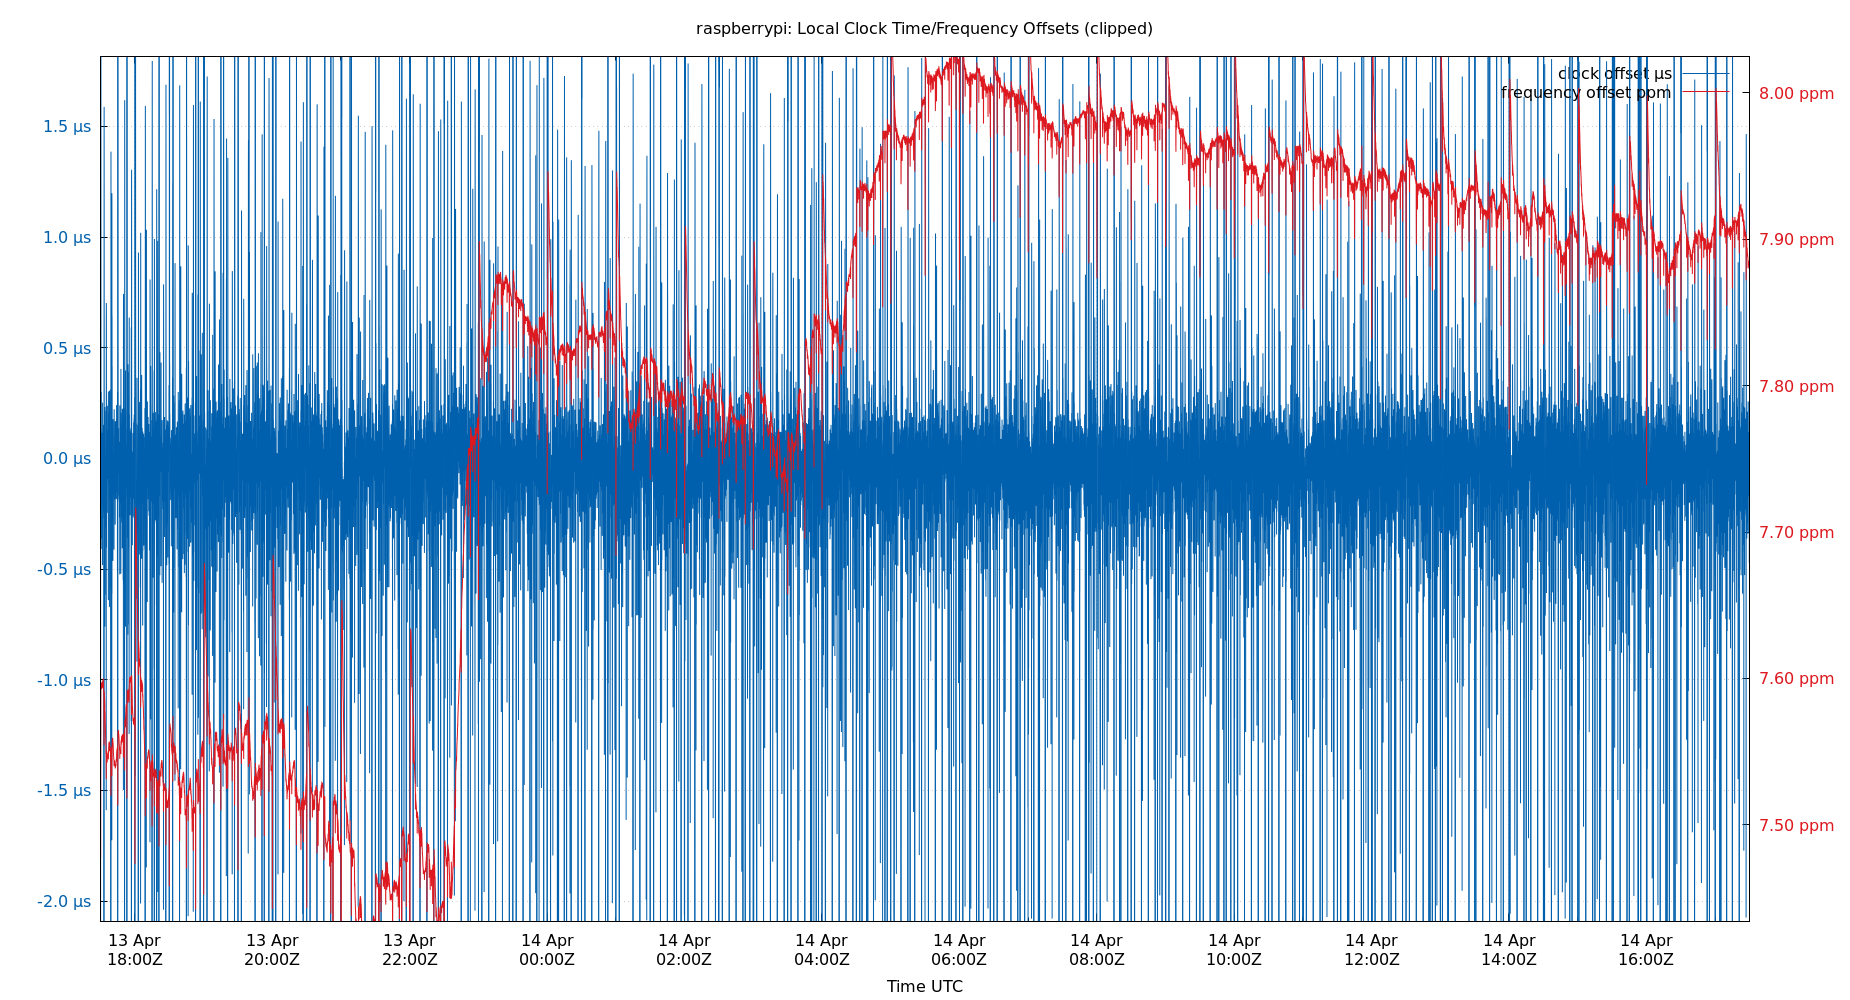 raspberrypi: Local Clock Time/Frequency Offsets (clipped)
clock offset µs
frequency offset ppm
1.5 µs
1.0 µs
0.5 µs
0.0 µs
-0.5 µs
-1.0 µs
-1.5 µs
-2.0 µs
8.00 ppm
7.90 ppm
7.80 ppm
7.70 ppm
7.60 ppm
7.50 ppm
13 Apr 13 Apr 13 Apr 14 Apr 14 Apr 14 Apr 14 Apr 14 Apr 14 Apr 14 Apr 14 Apr 14 Apr
18:00Z 20:00Z 22:00Z 00:00Z 02:00Z 04:00Z 06:00Z 08:00Z 10:00Z 12:00Z 14:00Z 16:00Z
Time UTC